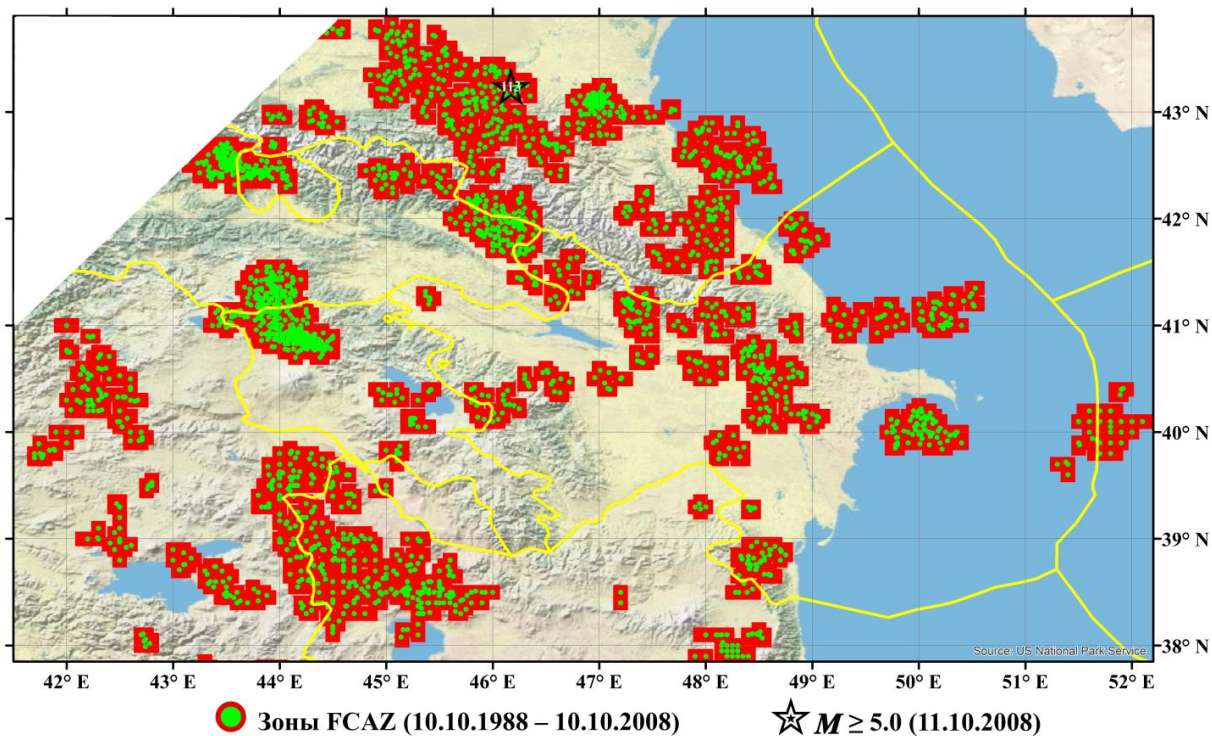 43° N
42° N
41° N
40° N
39° N
38° N
Source: US National Park Service
42° E 43° E 44° E 45° E 46° E 47° E 48° E 49° E 50° E 51° E 52° E
Зоны FCAZ (10.10.1988 – 10.10.2008) M ≥ 5.0 (11.10.2008)